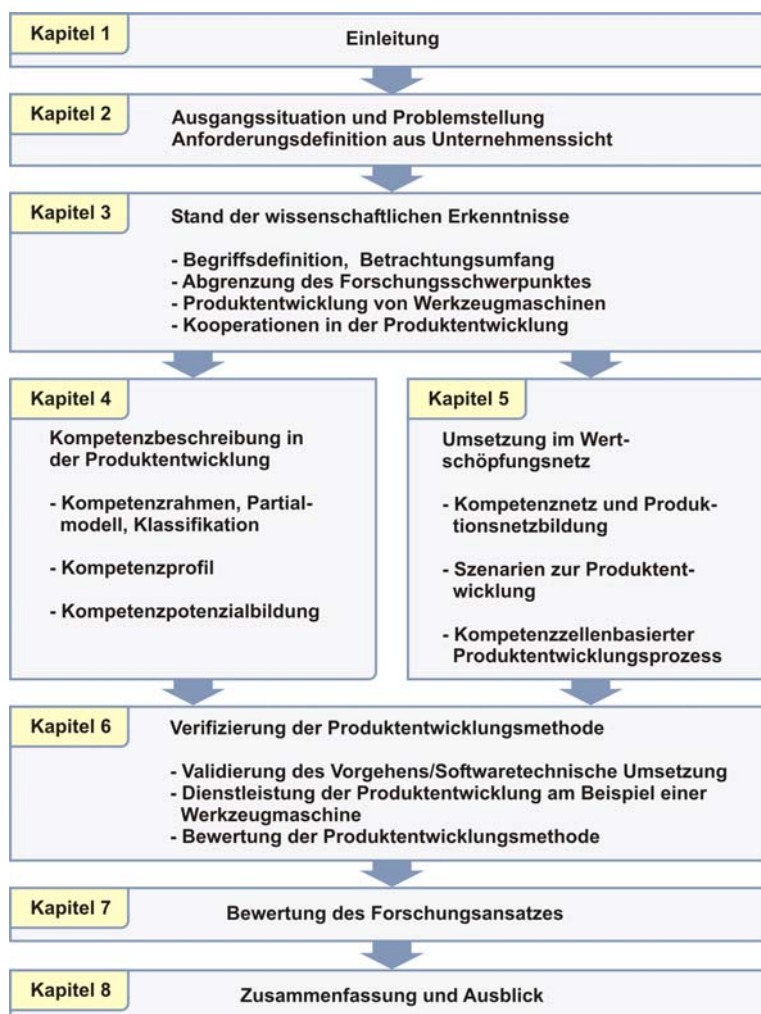 Kapitel 1
Einleitung
Kapitel 2
Ausgangssituation und Problemstellung
Anforderungsdefinition aus Unternehmenssicht
Kapitel 3
Stand der wissenschaftlichen Erkenntnisse
- Begriffsdefinition, Betrachtungsumfang
- Abgrenzung des Forschungsschwerpunktes
- Produktentwicklung von Werkzeugmaschinen
- Kooperationen in der Produktentwicklung
Kapitel 4
Kompetenzbeschreibung in
der Produktentwicklung
- Kompetenzrahmen, Partial-
modell, Klassifikation
- Kompetenzprofil
- Kompetenzpotenzialbildung
Kapitel 5
Umsetzung im Wert-
schöpfungsnetz
- Kompetenznetz und Produk-
tionsnetzbildung
- Szenarien zur Produktent-
wicklung
- Kompetenzzellenbasierter
Produktentwicklungsprozess
Kapitel 6
Verifizierung der Produktentwicklungsmethode
- Validierung des Vorgehens/Softwaretechnische Umsetzung
- Dienstleistung der Produktentwicklung am Beispiel einer
Werkzeugmaschine
- Bewertung der Produktentwicklungsmethode
Kapitel 7
Bewertung des Forschungsansatzes
Kapitel 8
Zusammenfassung und Ausblick